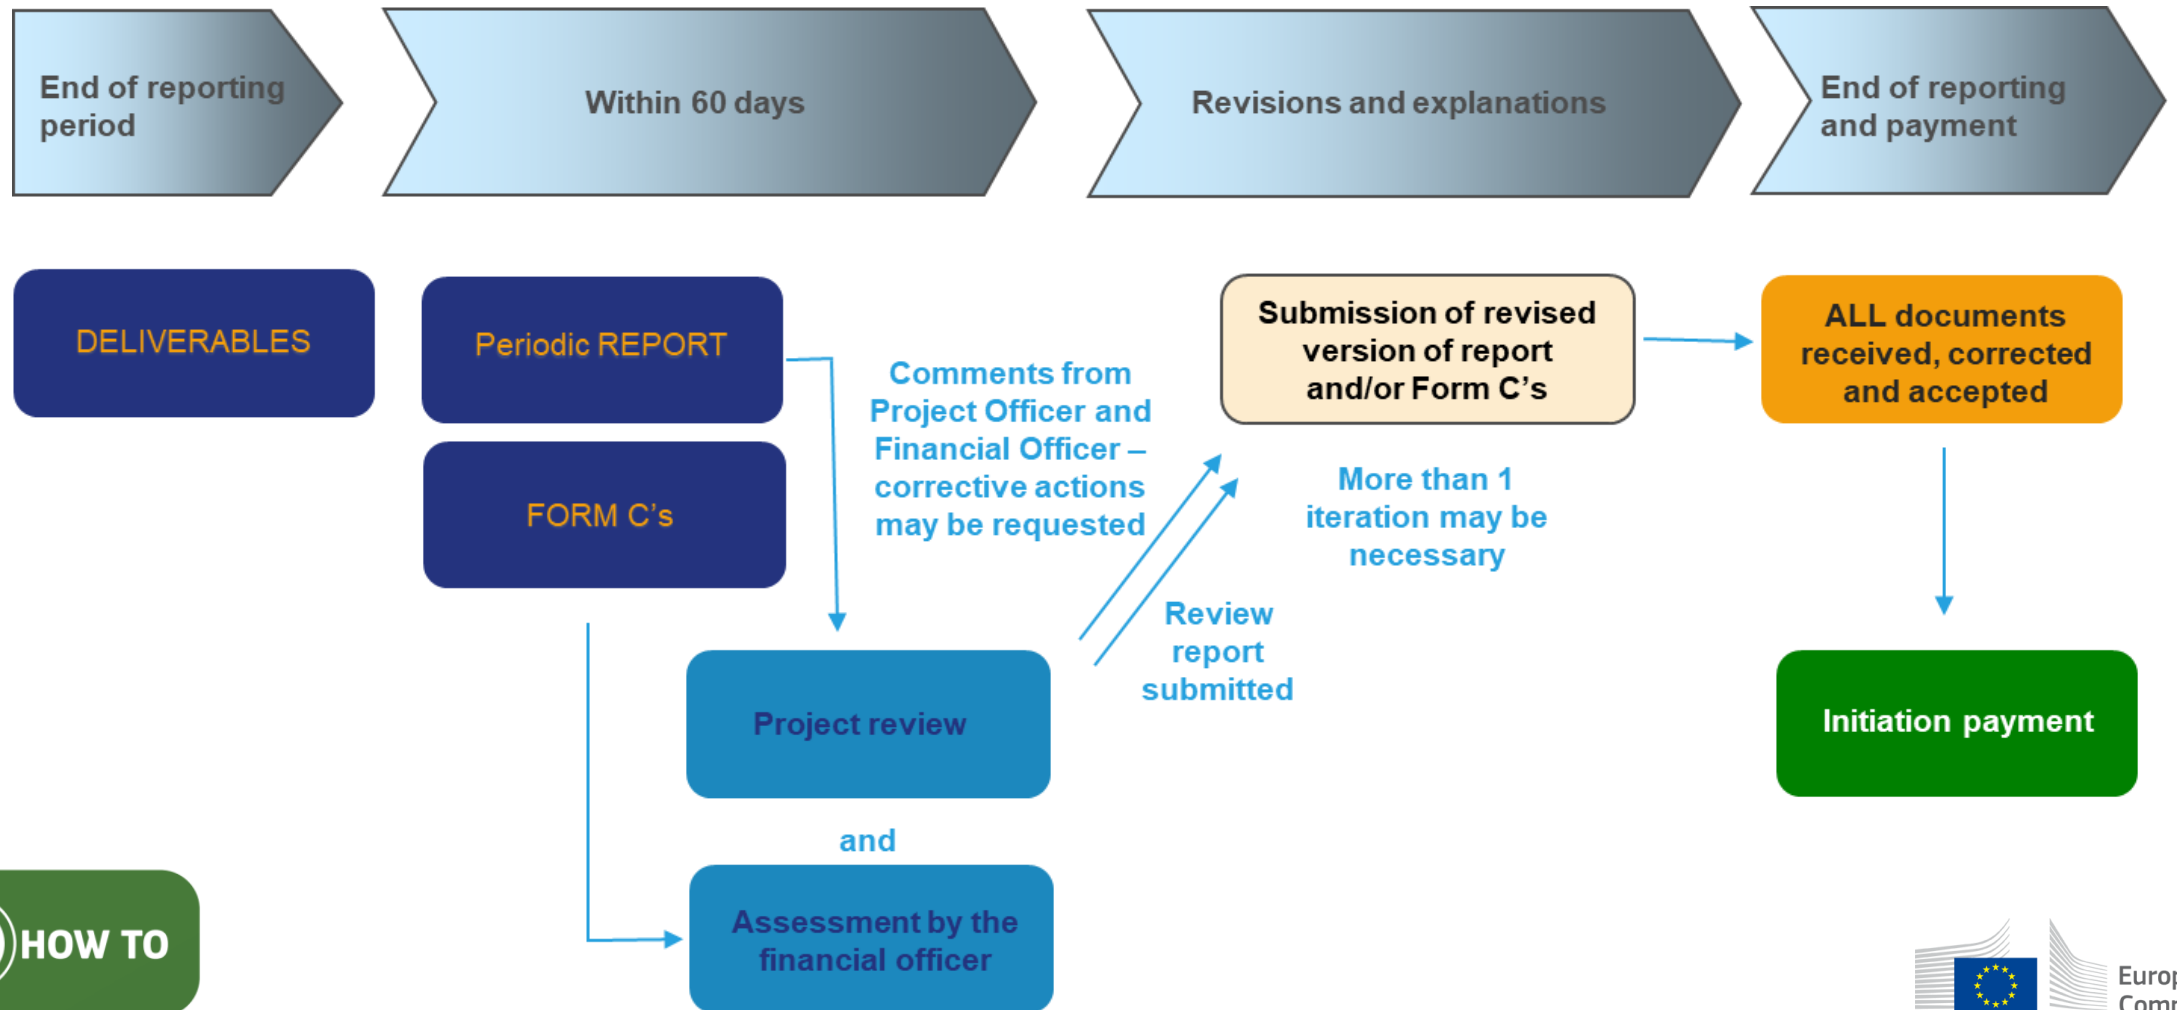 End of reporting
period
Within 60 days
Revisions and explanations
End of reporting
and payment
DELIVERABLES
Periodic REPORT
FORM C’s
Comments from
Project Officer and
Financial Officer –
corrective actions
may be requested
Submission of revised
version of report
and/or Form C’s
ALL documents
received, corrected
and accepted
More than 1
iteration may be
necessary
Review
report
submitted
Project review
and
Assessment by the
financial officer
Initiation payment
HOW TO